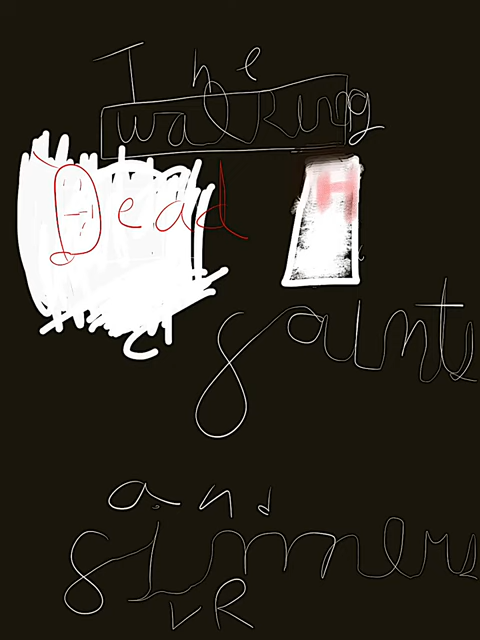 The
walking
Dead H
saints
and
sinners
VR